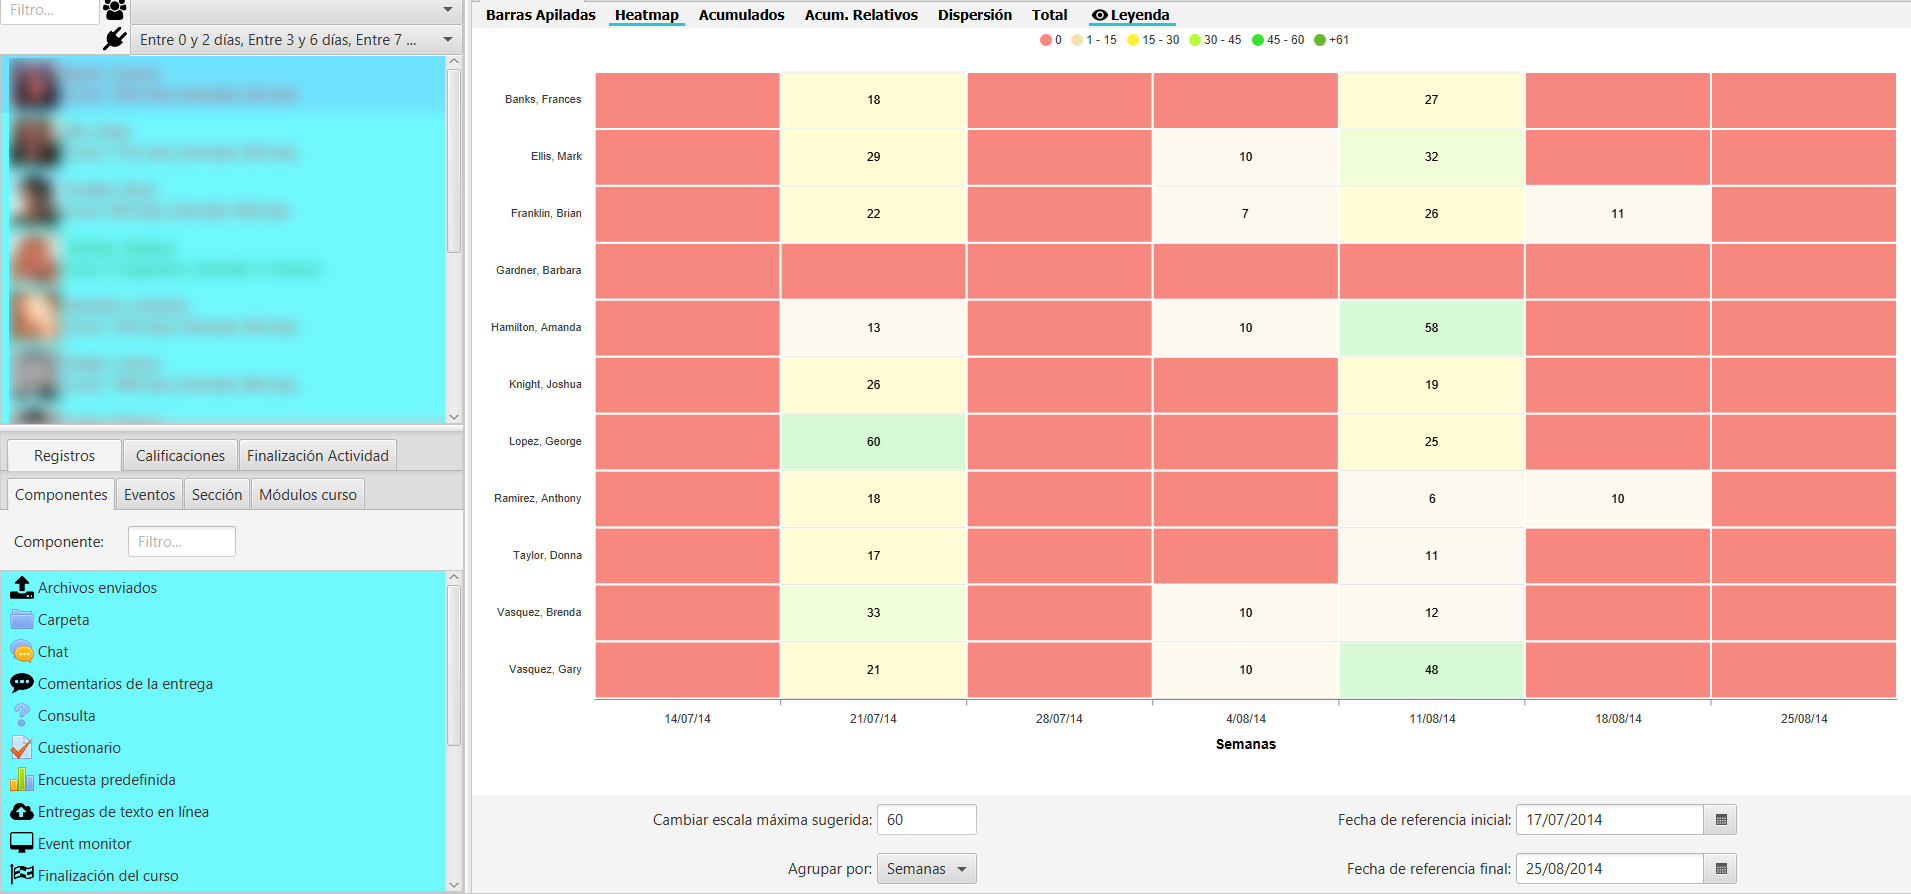 Filtro...
Entre 0 y 2 días, Entre 3 y 6 días, Entre 7 ...
Registros Calificaciones Finalización Actividad
Componentes Eventos Sección Módulos curso
Componente: Filtro...
Archivos enviados
Carpeta
Chat
Comentarios de la entrega
Consulta
Cuestionario
Encuesta predefinida
Entregas de texto en línea
Event monitor
Finalización del curso
Barras Apiladas Heatmap Acumulados Acum. Relativos Dispersión Total Leyenda
0 1 - 15 15 - 30 30 - 45 45 - 60 +61
Banks, Frances 18 27
Ellis, Mark 29 10 32
Franklin, Brian 22 7 26 11
Gardner, Barbara
Hamilton, Amanda 13 10 58
Knight, Joshua 26 19
Lopez, George 60 25
Ramirez, Anthony 18 6 10
Taylor, Donna 17 11
Vasquez, Brenda 33 10 12
Vasquez, Gary 21 10 48
14/07/14 21/07/14 28/07/14 4/08/14 11/08/14 18/08/14 25/08/14
Semanas
Cambiar escala máxima sugerida: 60 Fecha de referencia inicial: 17/07/2014
Agrupar por: Semanas Fecha de referencia final: 25/08/2014